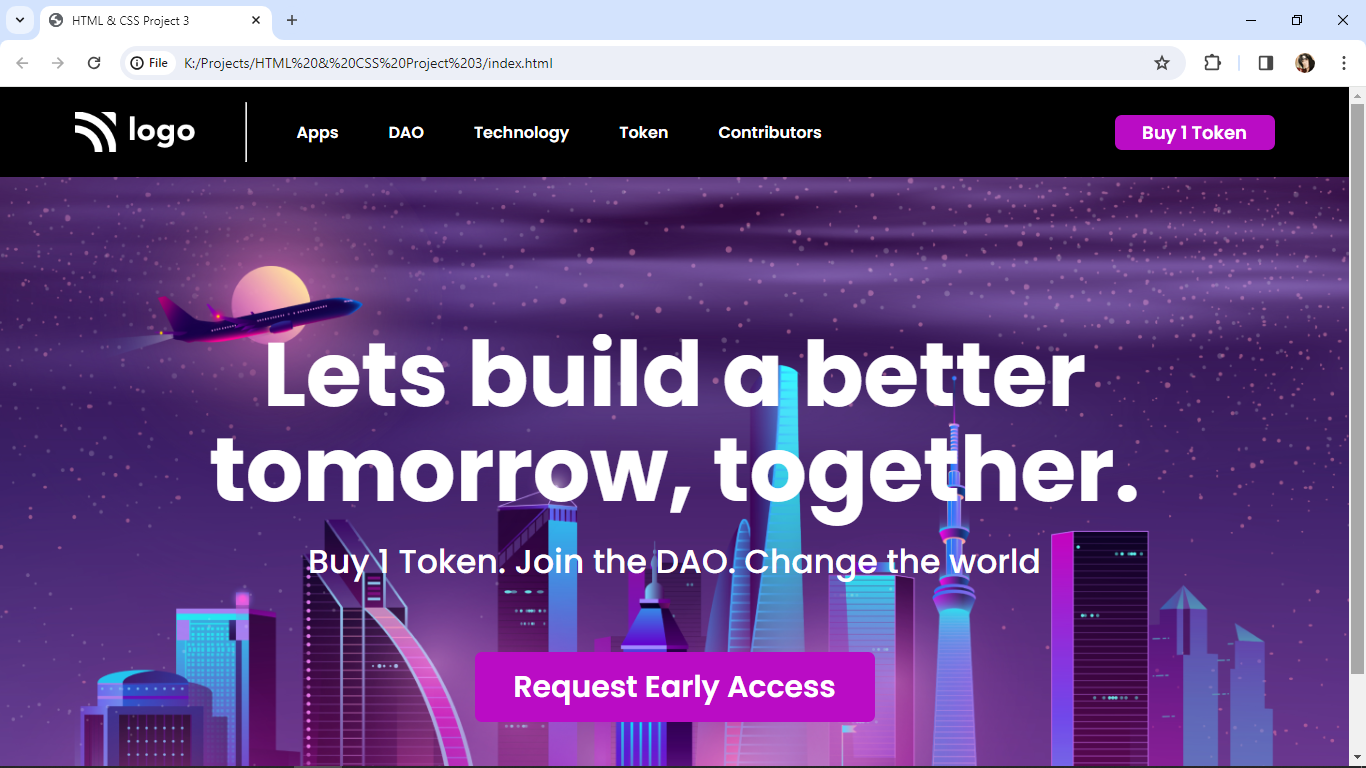 HTML & CSS Project 3
File K:/Projects/HTML%20&%20CSS%20Project%203/index.html
logo Apps DAO Technology Token Contributors Buy 1 Token
Lets build a better
tomorrow, together.
Buy 1 Token. Join the DAO. Change the world
Request Early Access